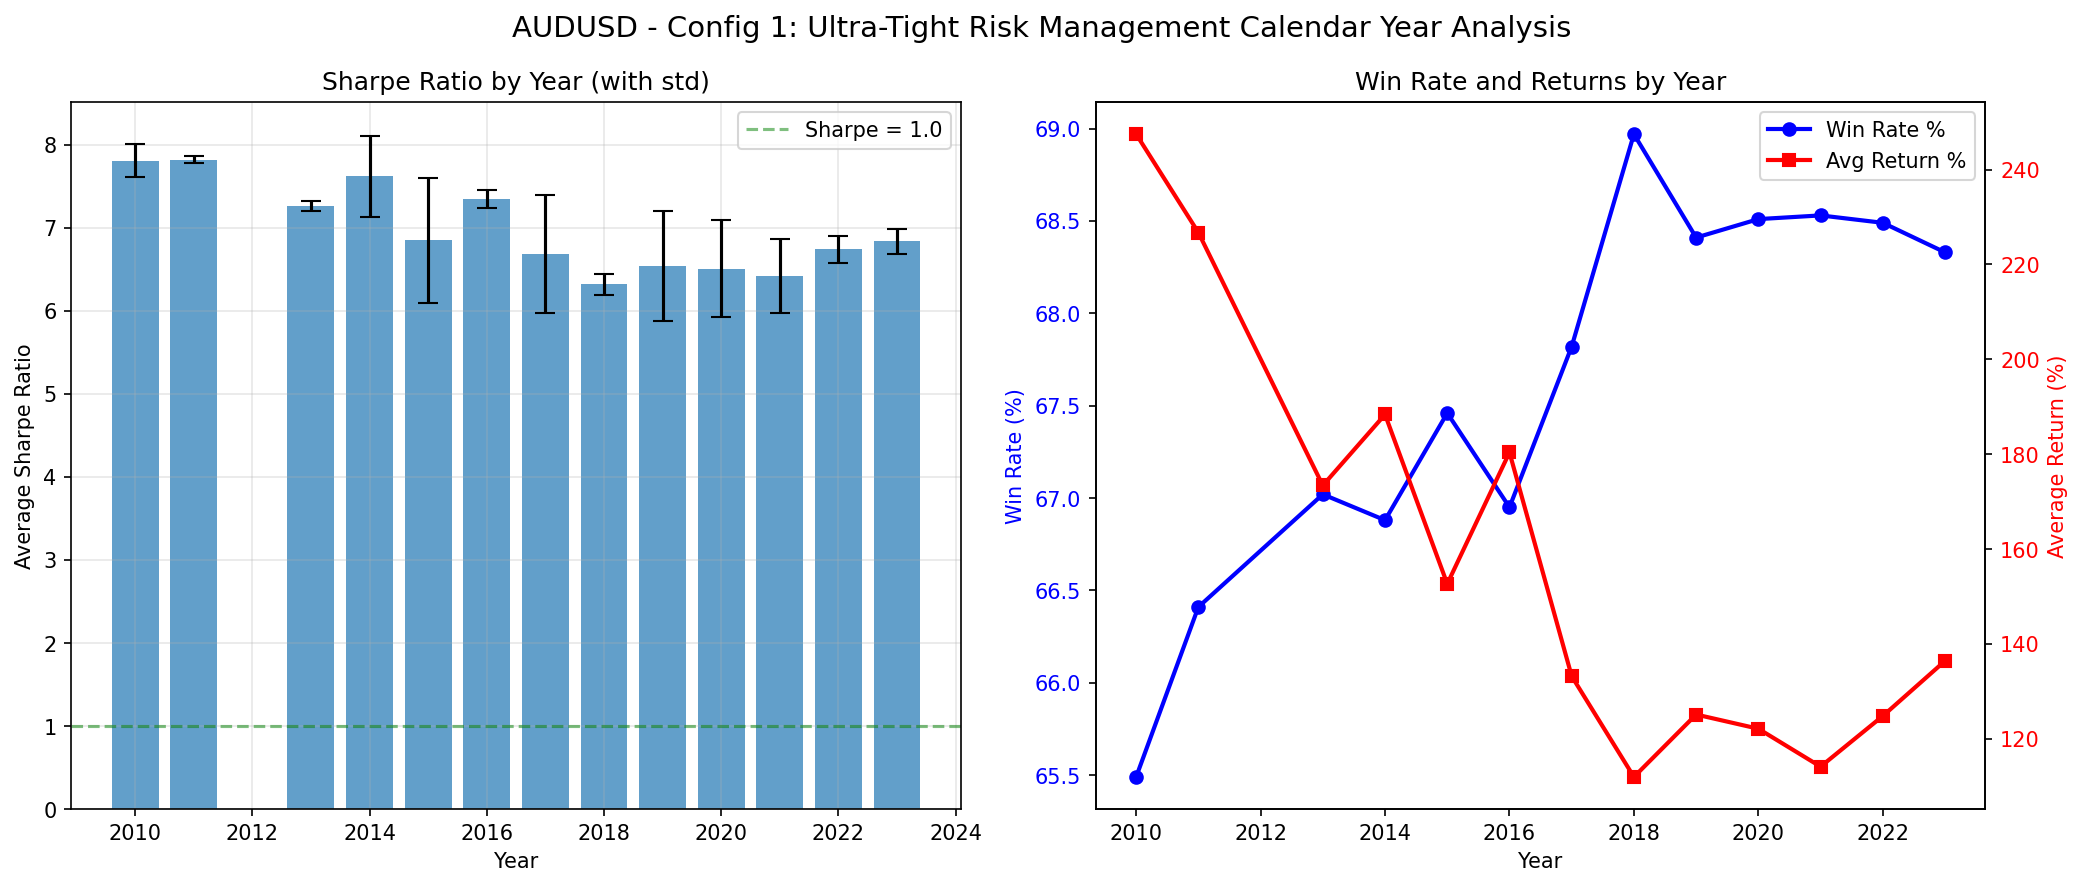 AUDUSD - Config 1: Ultra-Tight Risk Management Calendar Year Analysis
Sharpe Ratio by Year (with std)
Sharpe = 1.0
Average Sharpe Ratio
8
7
6
5
4
3
2
1
0
2010 2012 2014 2016 2018 2020 2022 2024
Year
Win Rate and Returns by Year
Win Rate %
Avg Return %
Win Rate (%)
69.0
68.5
68.0
67.5
67.0
66.5
66.0
65.5
240
220
200
180
160
140
120
Average Return (%)
2010 2012 2014 2016 2018 2020 2022
Year